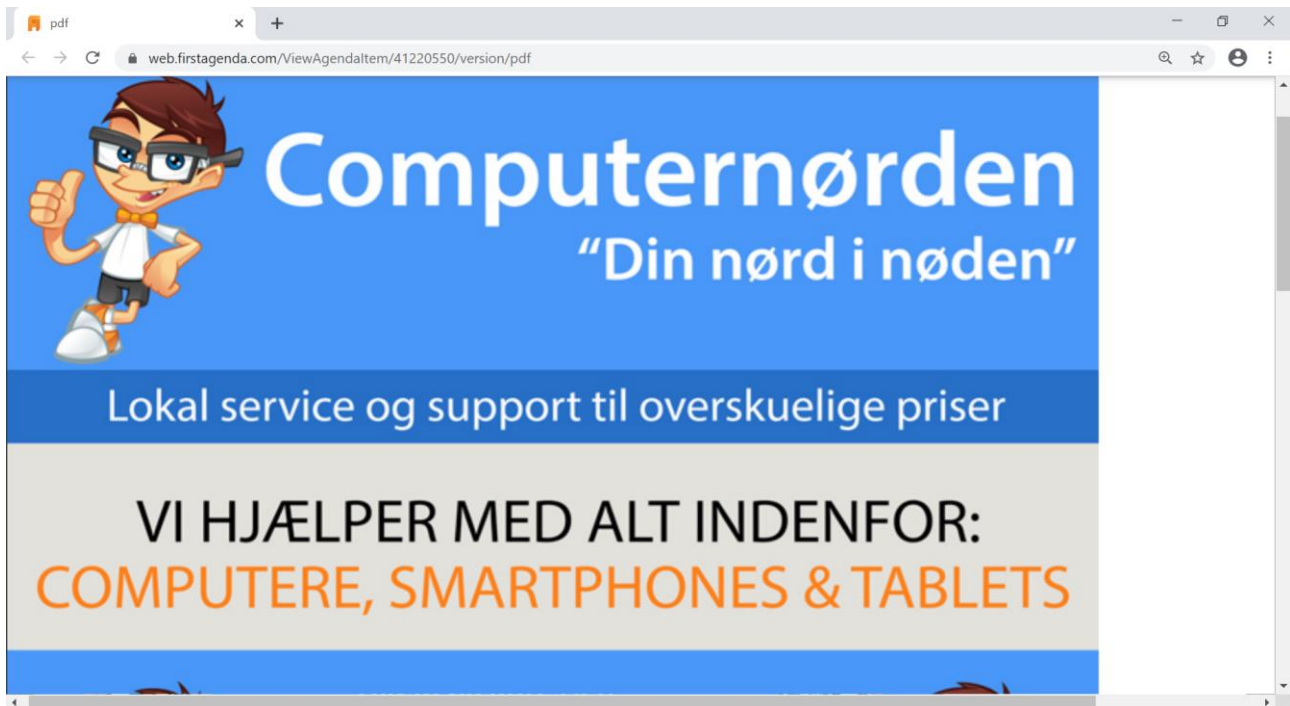 pdf
web.firstagenda.com/ViewAgendaItem/41220550/version/pdf
Computernørden
“Din nørd i nøden”
Lokal service og support til overskuelige priser
VI HJÆLPER MED ALT INDENFOR:
COMPUTERE, SMARTPHONES & TABLETS